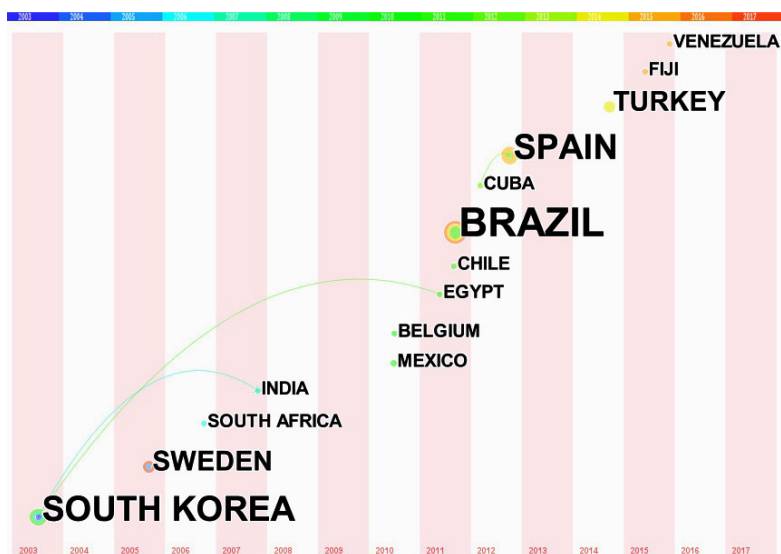 2003 2004 2005 2006 2007 2008 2009 2010 2011 2012 2013 2014 2015 2016 2017
VENEZUELA
FIJI
TURKEY
SPAIN
CUBA
BRAZIL
CHILE
EGYPT
BELGIUM
MEXICO
INDIA
SOUTH AFRICA
SWEDEN
SOUTH KOREA
2003 2004 2005 2006 2007 2008 2009 2010 2011 2012 2013 2014 2015 2016 2017